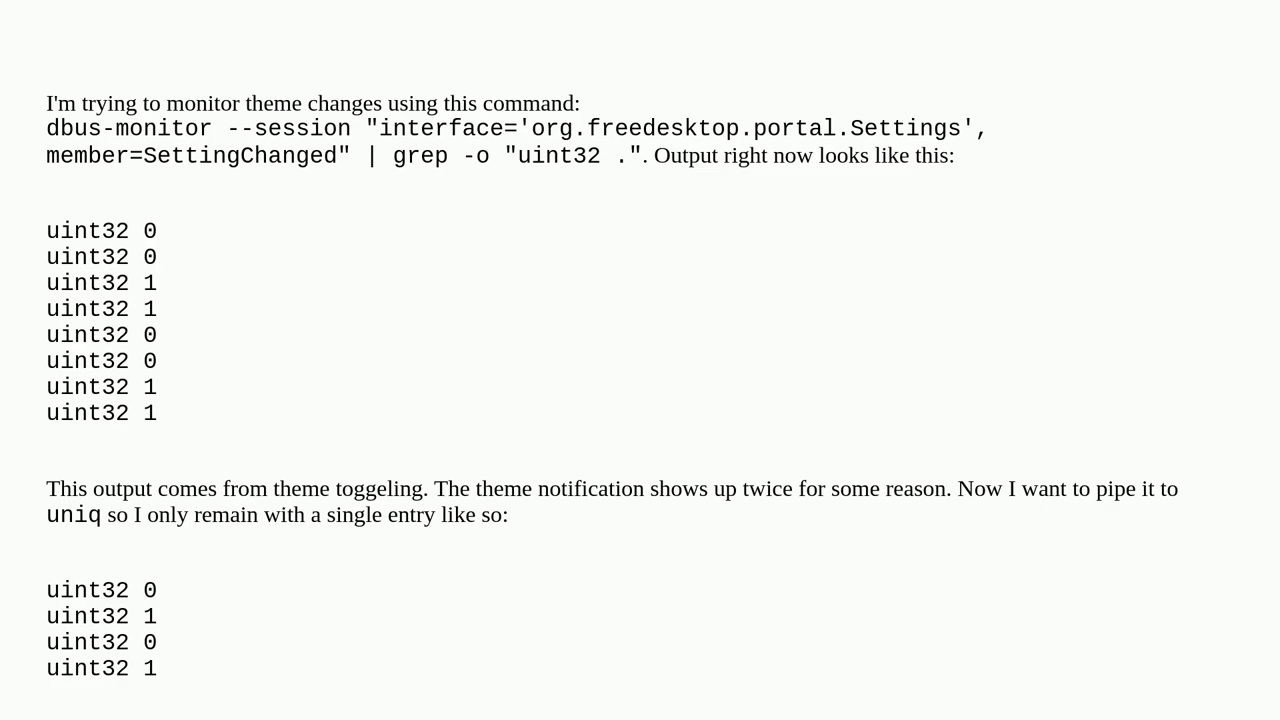 I'm trying to monitor theme changes using this command:
dbus-monitor --session "interface='org.freedesktop.portal.Settings',
member=SettingChanged" | grep -o "uint32 .". Output right now looks like this:
uint32 0
uint32 0
uint32 1
uint32 1
uint32 0
uint32 0
uint32 1
uint32 1
This output comes from theme toggeling. The theme notification shows up twice for some reason. Now I want to pipe it to
uniq so I only remain with a single entry like so:
uint32 0
uint32 1
uint32 0
uint32 1